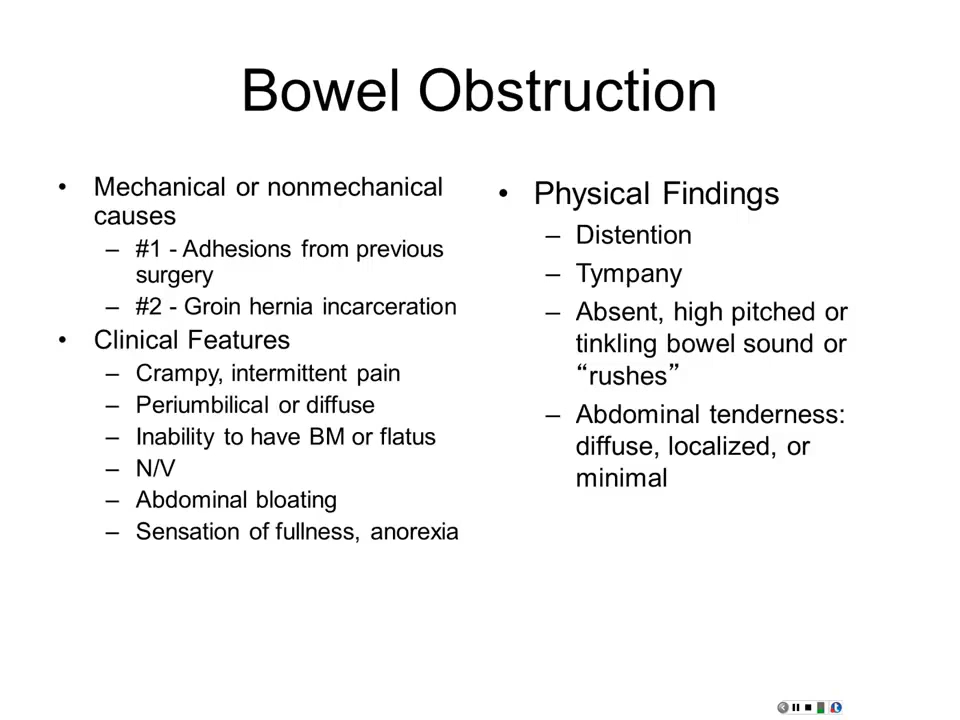 Bowel Obstruction
• Mechanical or nonmechanical
causes
– #1 - Adhesions from previous
surgery
– #2 - Groin hernia incarceration
• Clinical Features
– Crampy, intermittent pain
– Periumbilical or diffuse
– Inability to have BM or flatus
– N/V
– Abdominal bloating
– Sensation of fullness, anorexia
• Physical Findings
– Distention
– Tympany
– Absent, high pitched or
tinkling bowel sound or
“rushes”
– Abdominal tenderness:
diffuse, localized, or
minimal